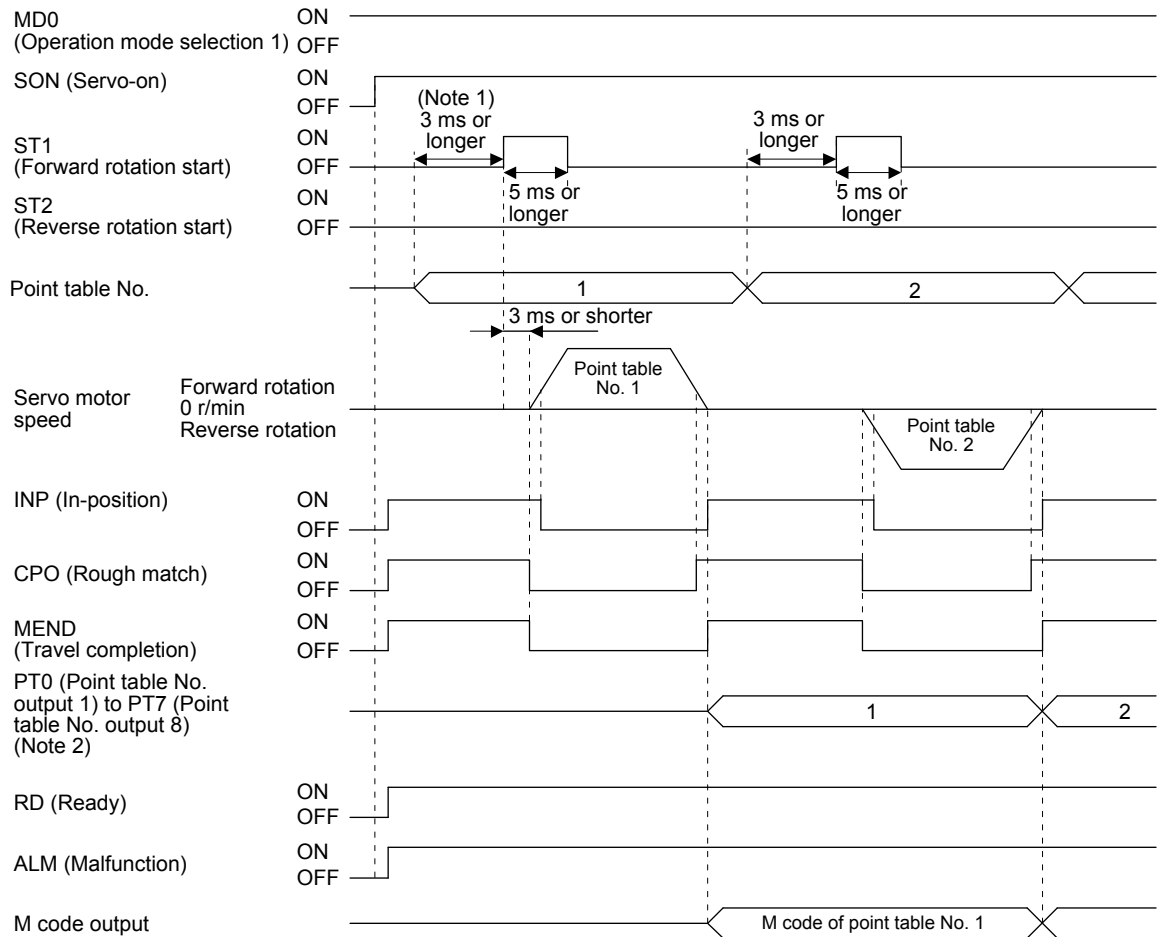 MD0
(Operation mode selection 1)
ON
OFF
SON (Servo-on)
ON
OFF
(Note 1)
3 ms or
longer
3 ms or
longer
ST1
(Forward rotation start)
ON
OFF
5 ms or
longer
5 ms or
longer
ST2
(Reverse rotation start)
ON
OFF
Point table No.
1
2
3 ms or shorter
Servo motor
speed
Forward rotation
0 r/min
Reverse rotation
Point table
No. 1
Point table
No. 2
INP (In-position)
ON
OFF
CPO (Rough match)
ON
OFF
MEND
(Travel completion)
ON
OFF
PT0 (Point table No.
output 1) to PT7 (Point
table No. output 8)
(Note 2)
1
2
RD (Ready)
ON
OFF
ALM (Malfunction)
ON
OFF
M code output
M code of point table No. 1